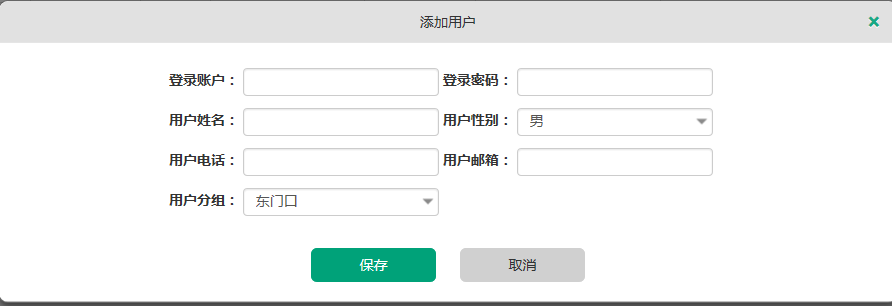 添加用户 ×
登录账户： 登录密码：
用户姓名： 用户性别： 男
用户电话： 用户邮箱：
用户分组： 东门口
保存 取消